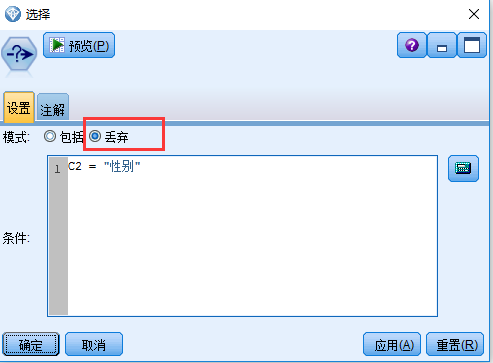 选择
预览(P)
设置 注解
模式: 包括 丢弃
1 C2 = "性别"
条件:
确定 取消 应用(A) 重置(R)